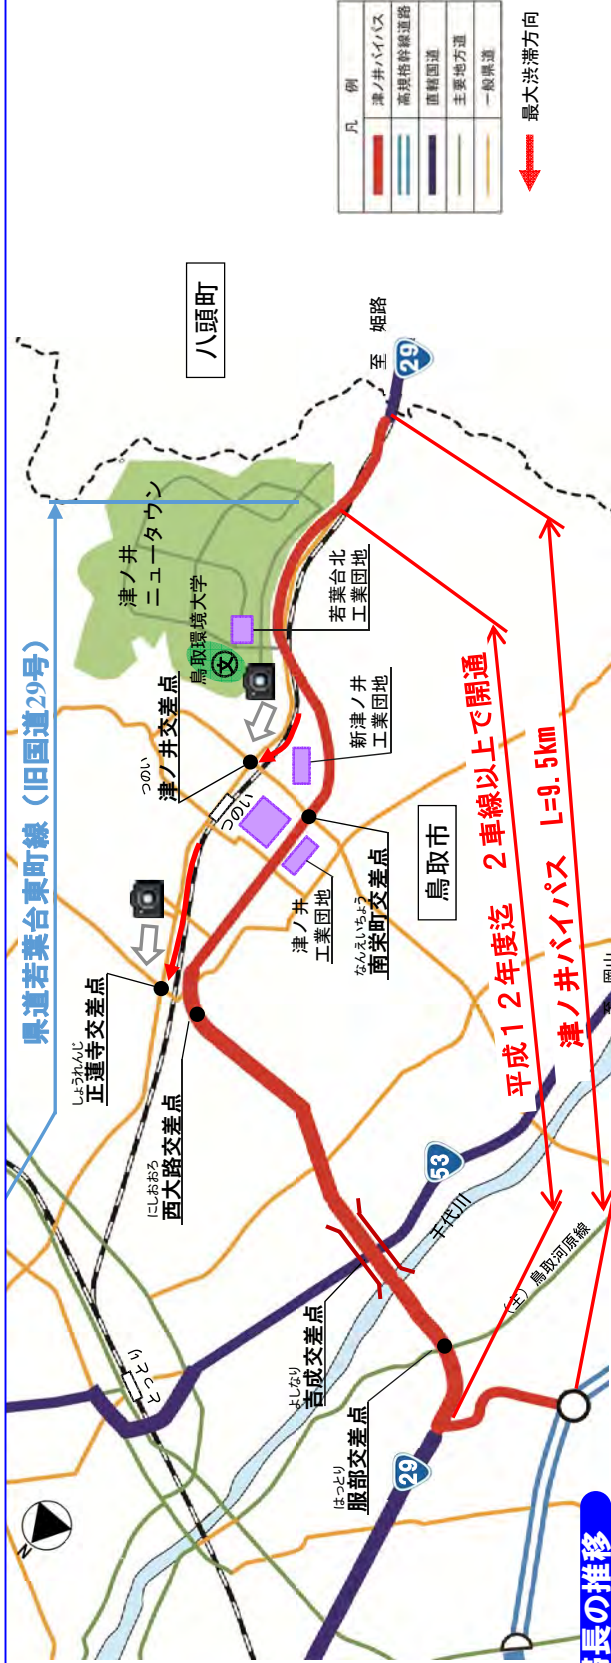 県道若葉台東町線（旧国道29号）
八頭町
津ノ井
ニュータウン
鳥取環境大学
文
若葉台北
工業団地
至　姫路
29
つのい
津ノ井交差点
つのい
新津ノ井
工業団地
津ノ井
工業団地
なんえいちょう
南栄町交差点
鳥取市
しょうれんじ
正蓮寺交差点
にしおおろ
西大路交差点
平成１２年度迄　２車線以上で開通
津ノ井バイパス　L=9.5km
53
千代川
(主) 鳥取河原線
とっとり
よしなり
吉成交差点
はっとり
服部交差点
29
N
凡　例
津ノ井バイパス
高規格幹線道路
直轄国道
主要地方道
一般県道
最大渋滞方向
長の推移